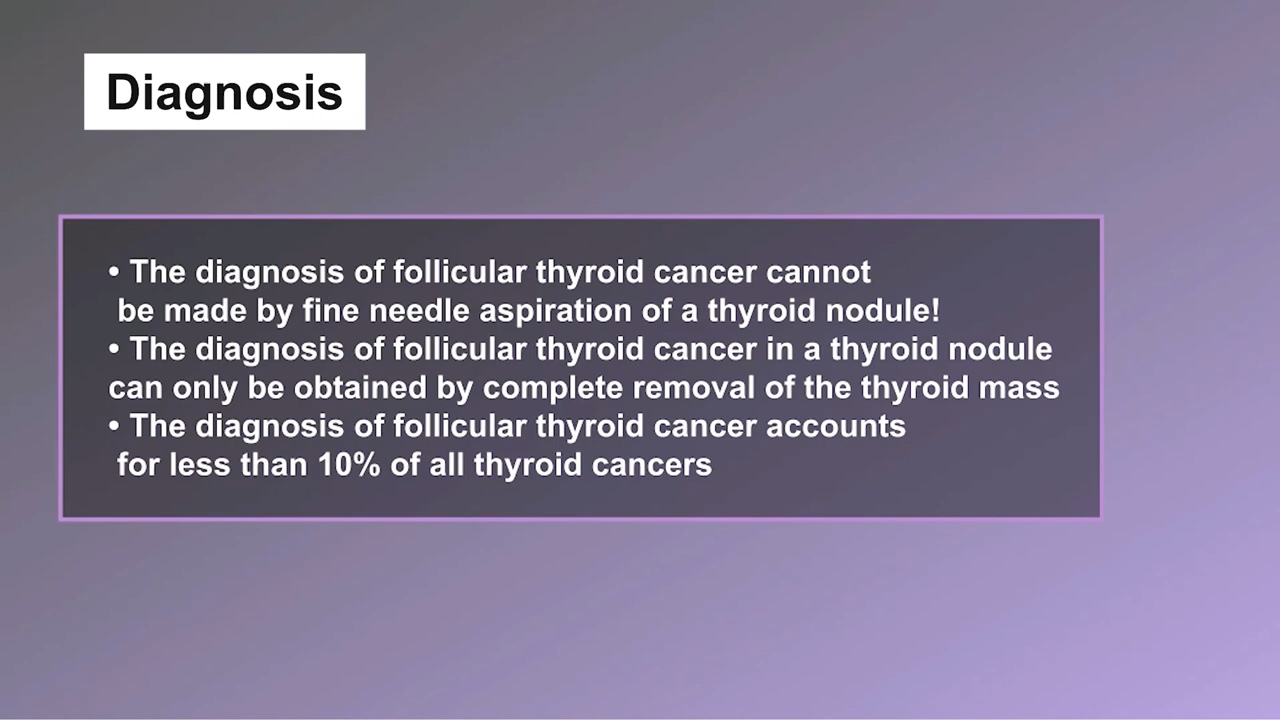 Diagnosis
• The diagnosis of follicular thyroid cancer cannot
be made by fine needle aspiration of a thyroid nodule!
• The diagnosis of follicular thyroid cancer in a thyroid nodule
can only be obtained by complete removal of the thyroid mass
• The diagnosis of follicular thyroid cancer accounts
for less than 10% of all thyroid cancers